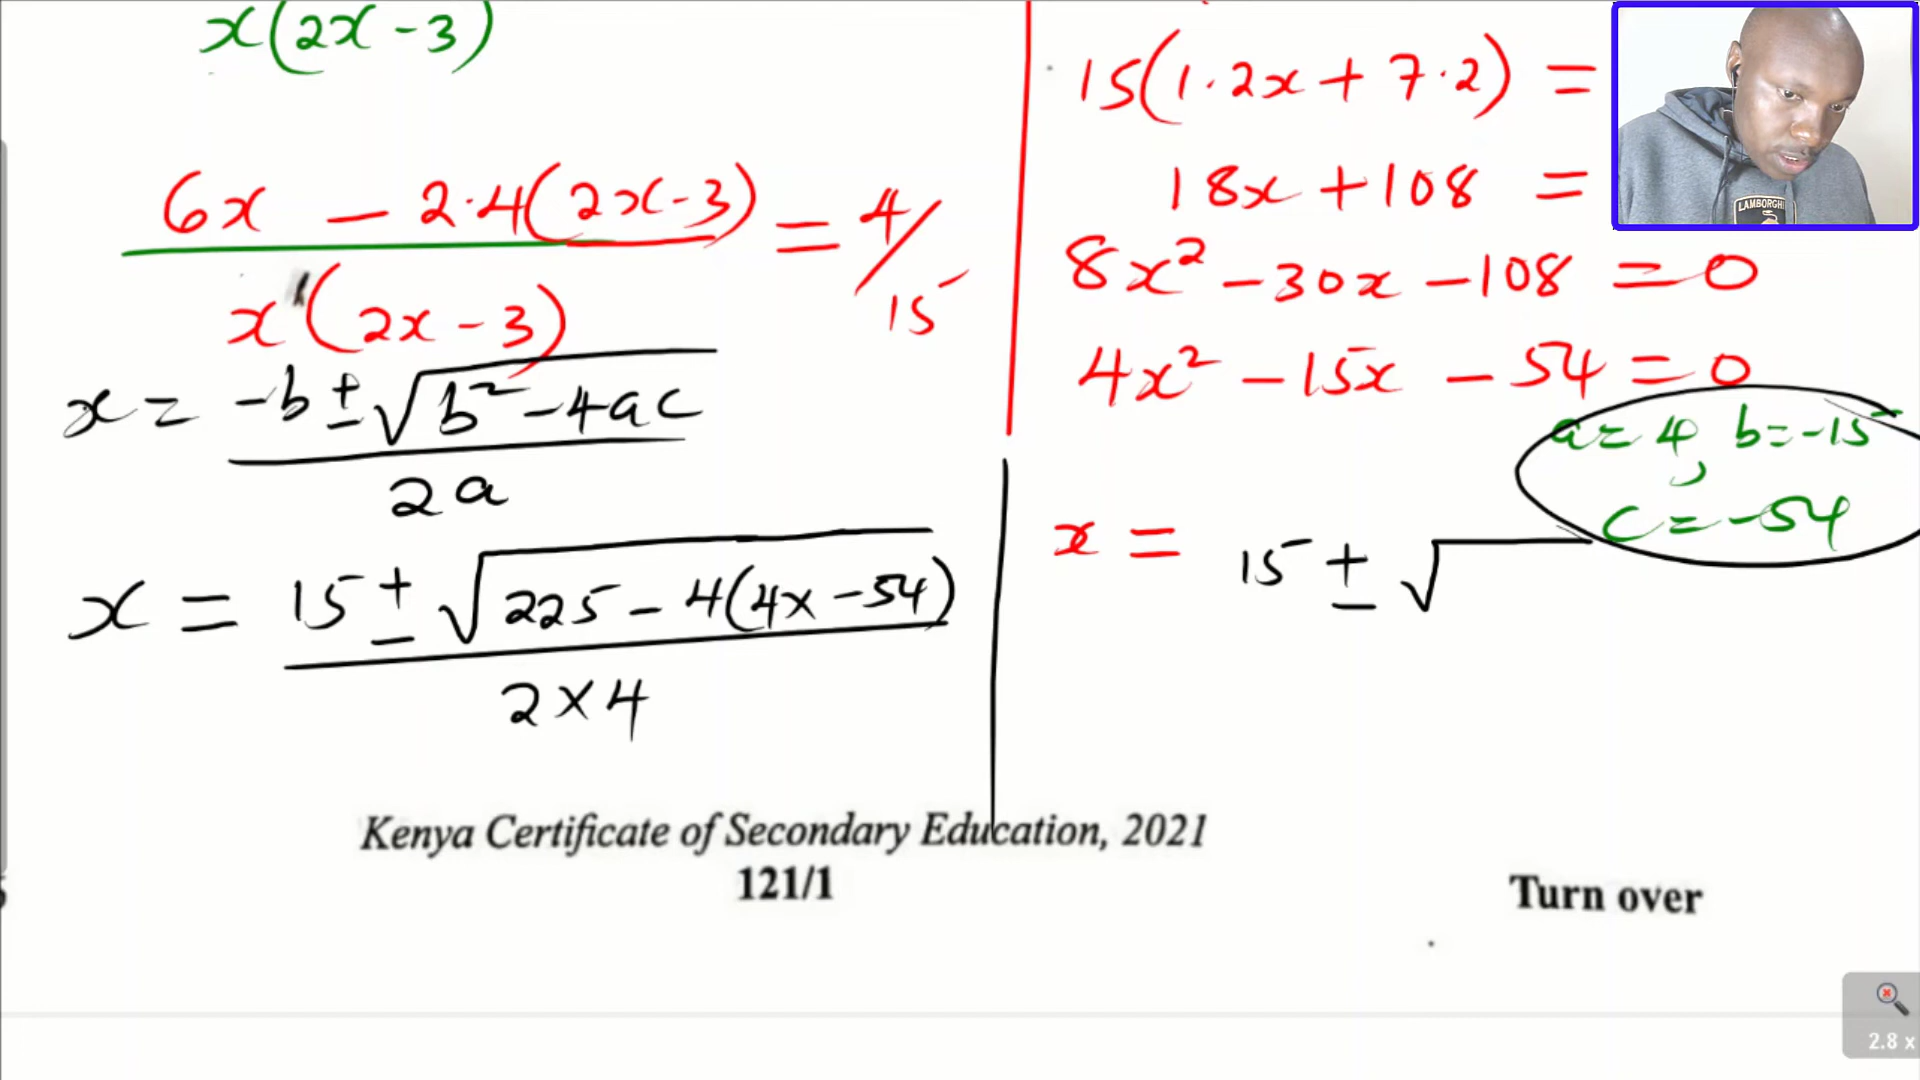 x(2x - 3)
6x - 2·4(2x-3) = 4/15
x(2x - 3)
x = -b ± √b² - 4ac
2a
x = 15 ± √225 - 4(4x -54)
2 × 4
15(1·2x + 7·2) =
18x + 108 =
8x² - 30x - 108 = 0
4x² - 15x - 54 = 0
a = 4, b = -15
c = -54
x = 15 ± √
LAMBORGHI
Kenya Certificate of Secondary Education, 2021
121/1
Turn over
2.8 x